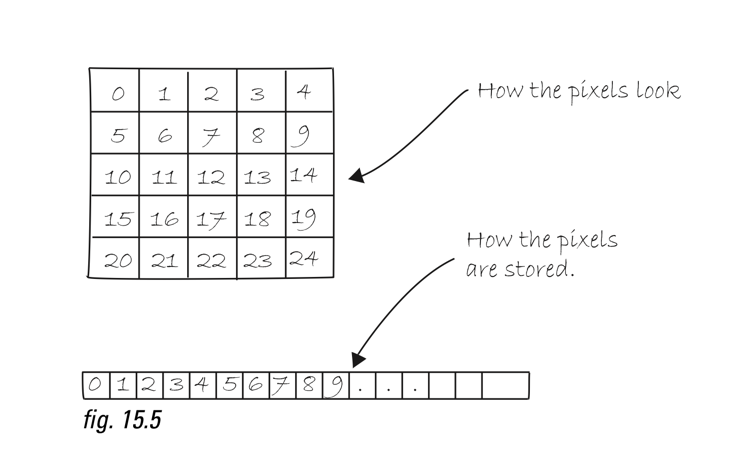 0 1 2 3 4
5 6 7 8 9
10 11 12 13 14
15 16 17 18 19
20 21 22 23 24
How the pixels look
How the pixels
are stored.
0 1 2 3 4 5 6 7 8 9 . . .
fig. 15.5